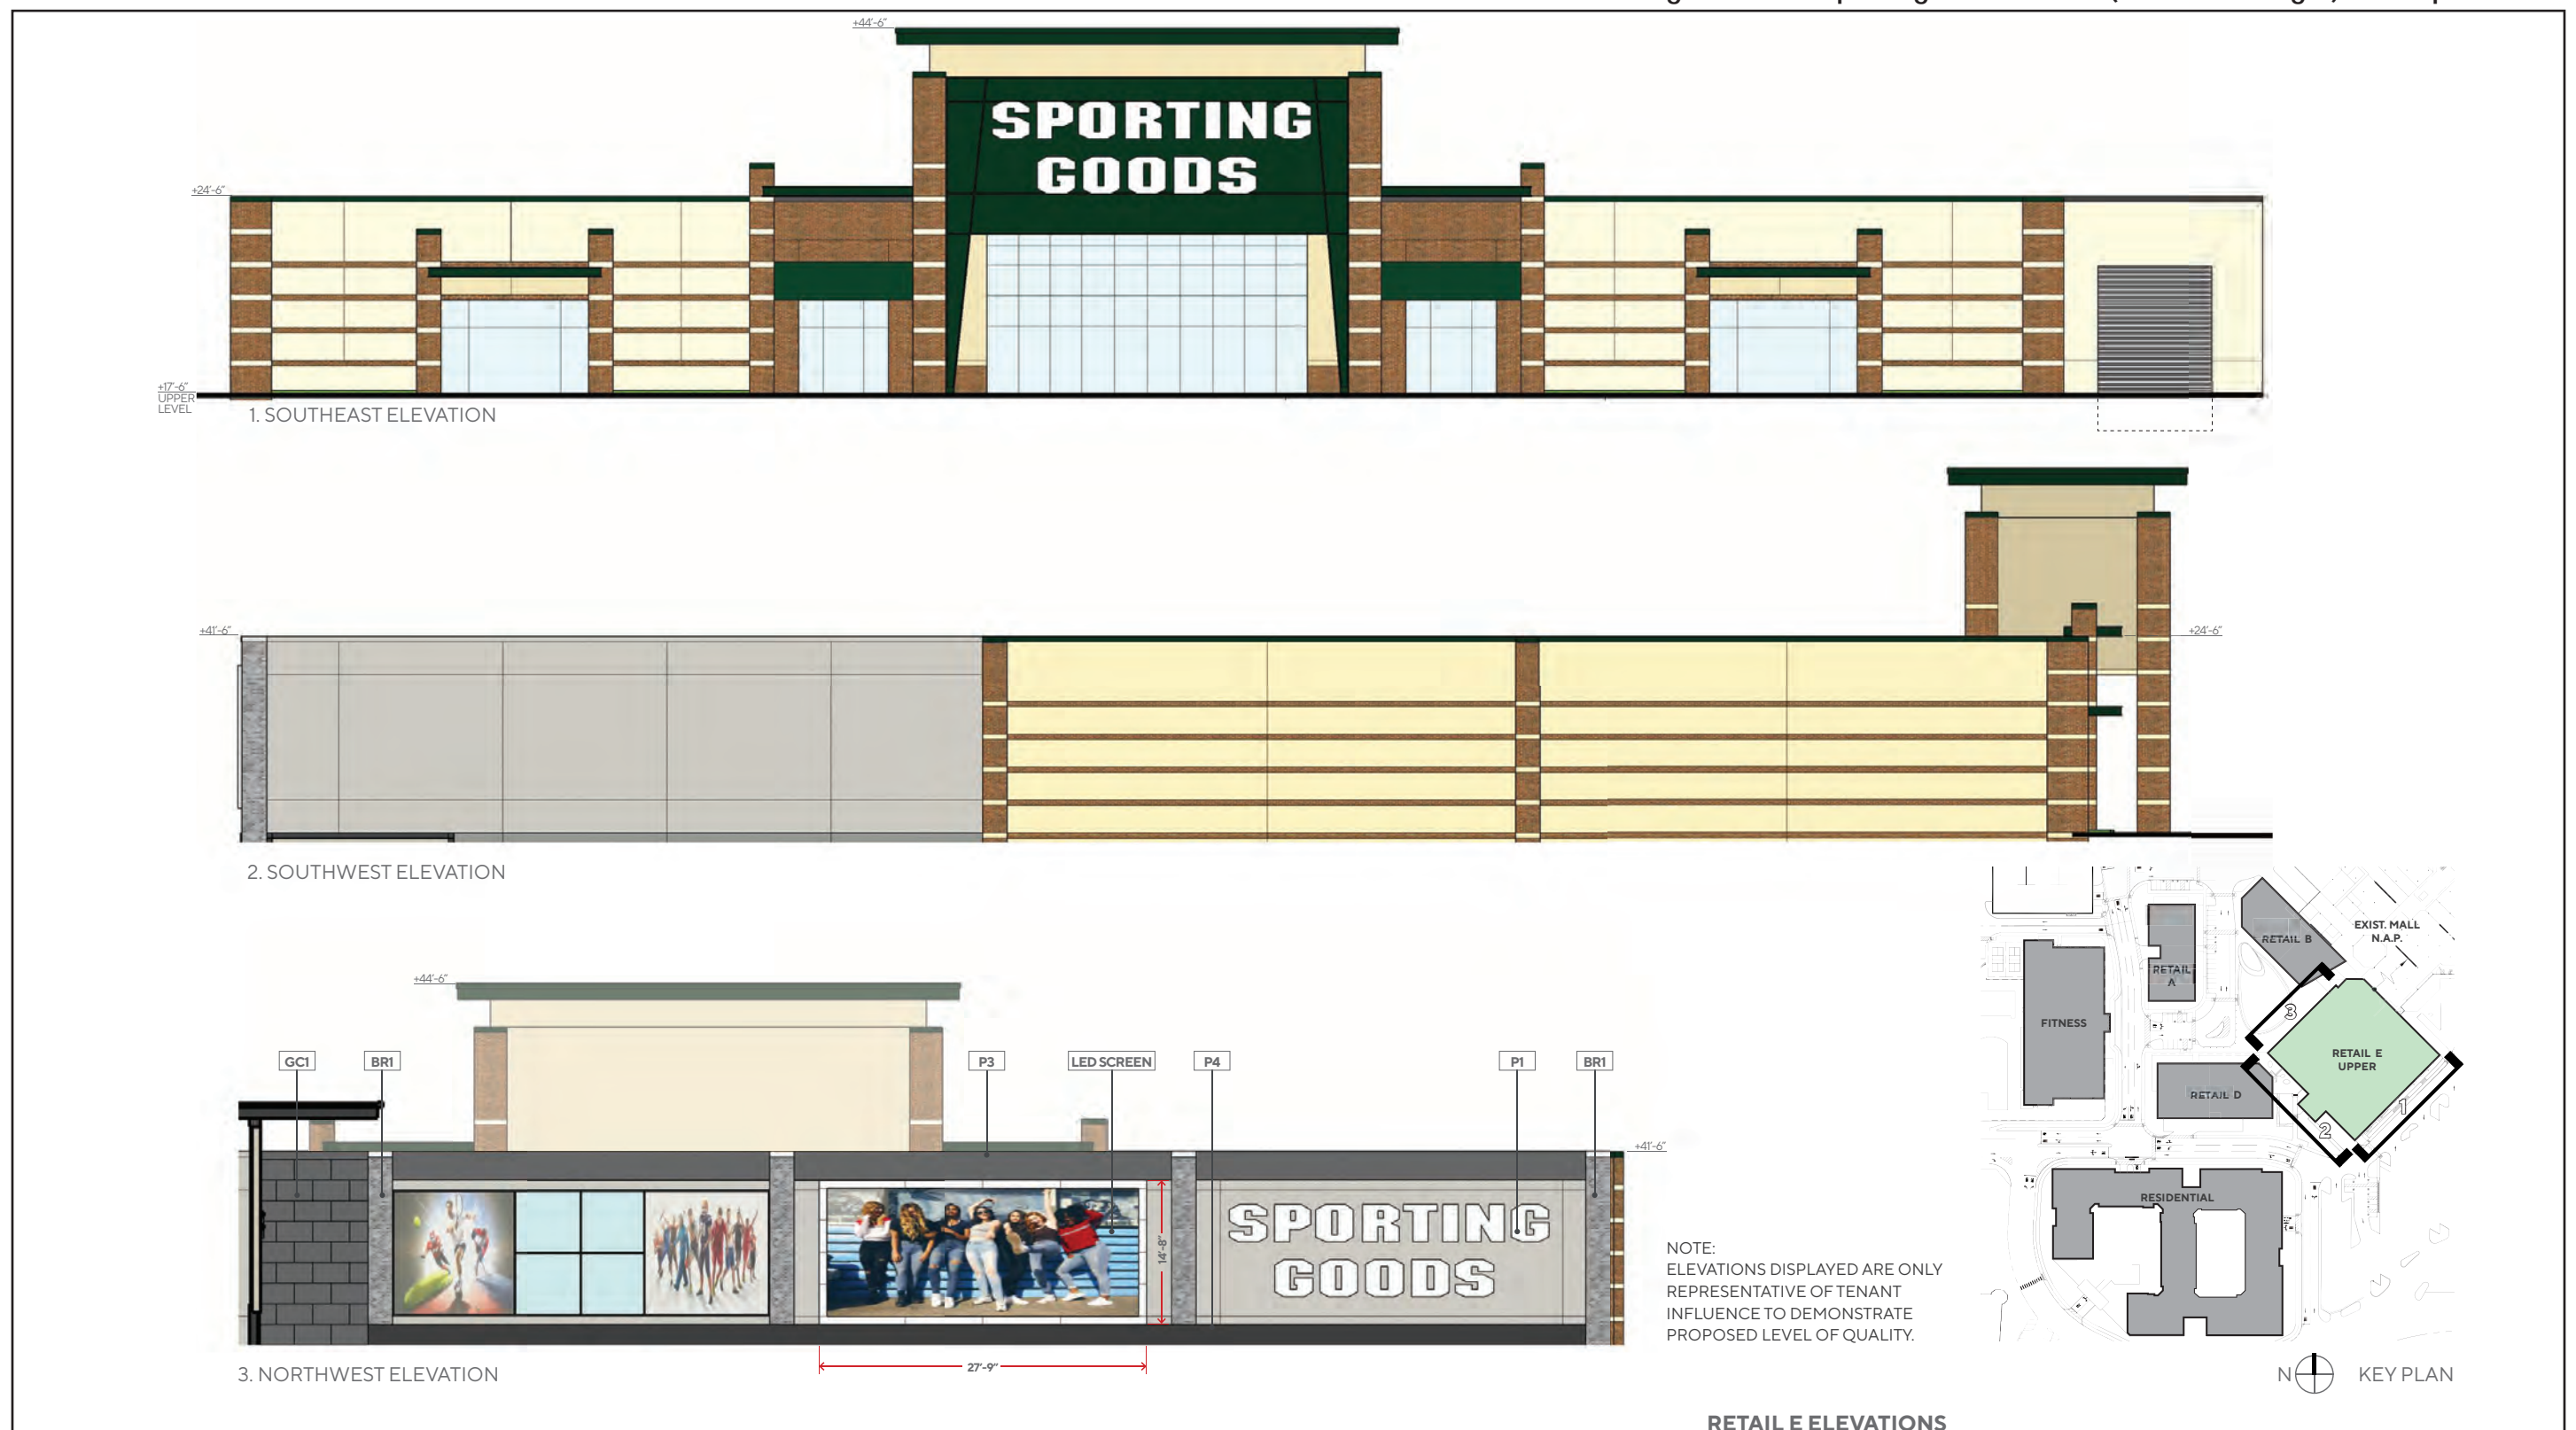 +44'-6"
SPORTING
GOODS
+24'-6"
+17'-6"
UPPER
LEVEL
1. SOUTHEAST ELEVATION
+41'-6"
+24'-6"
2. SOUTHWEST ELEVATION
+44'-6"
GC1
BR1
P3
LED SCREEN
P4
P1
BR1
+41'-6"
SPORTING
GOODS
14'-8"
27'-9"
3. NORTHWEST ELEVATION
NOTE:
ELEVATIONS DISPLAYED ARE ONLY
REPRESENTATIVE OF TENANT
INFLUENCE TO DEMONSTRATE
PROPOSED LEVEL OF QUALITY.
EXIST. MALL
N.A.P.
RETAIL B
RETAIL
A
FITNESS
3
RETAIL E
UPPER
RETAIL D
1
2
RESIDENTIAL
N
KEY PLAN
RETAIL E ELEVATIONS